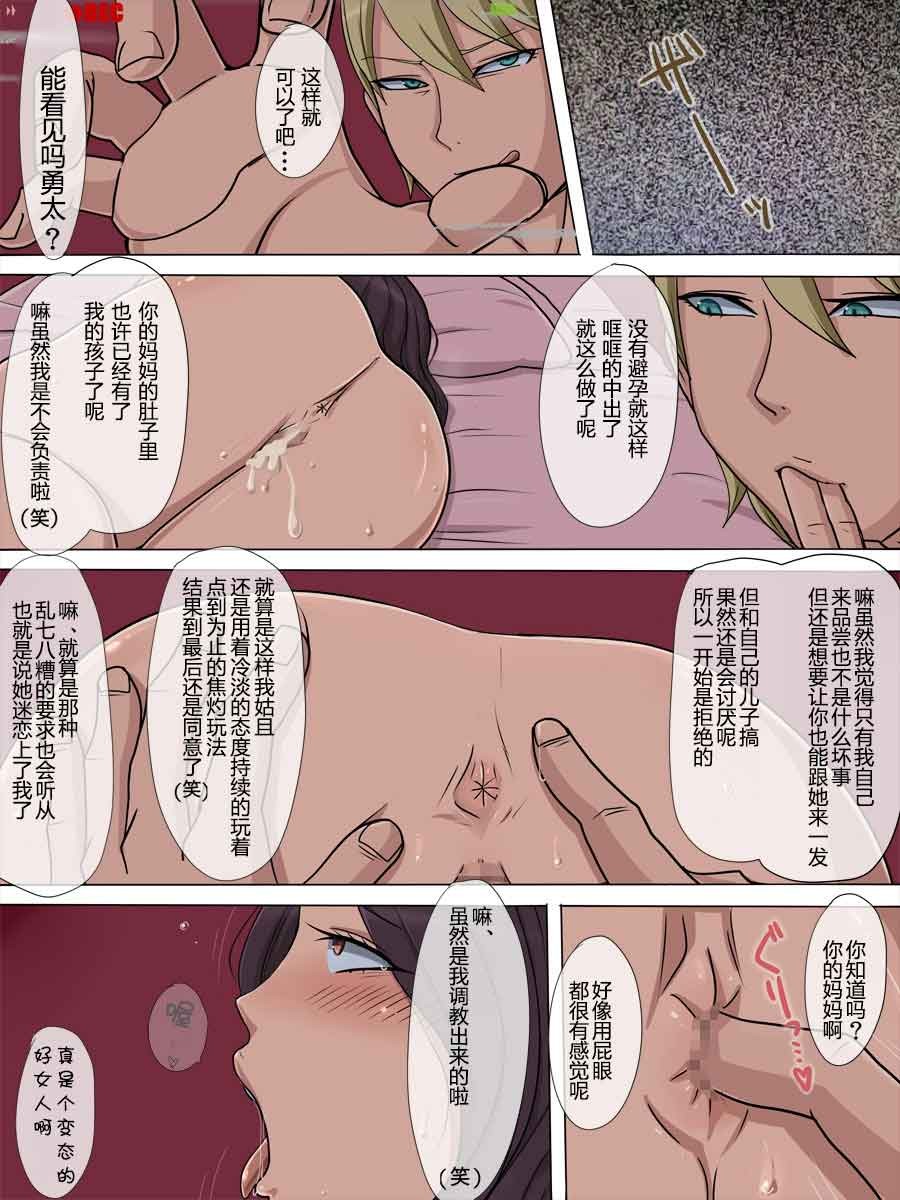 REC
这样就
可以了吧…
能看见吗勇太？
ザッ
没有避孕就这样
哐哐的中出了
就这么做了呢
你的妈妈的肚子里
也许已经有了
我的孩子了呢
嘛虽然我是不会负责啦
(笑)
嘛虽然我觉得只有我自己
来品尝也不是什么坏事
但还是想要让你也能跟她来一发
但和自己的儿子搞
果然还是会讨厌呢
所以一开始是拒绝的
就算是这样我姑且
还是用着冷淡的态度持续的玩着
点到为止的焦灼玩法
结果到最后还是同意了
(笑)
嘛、就算是那种
乱七八糟的要求也会听从
也就是说她迷恋上了我了
你知道吗？
你的妈妈啊
好像用屁眼
都很有感觉呢
嘛、
虽然是我调教出来的啦
(笑)
喔…♥
真是个变态的
好女人啊